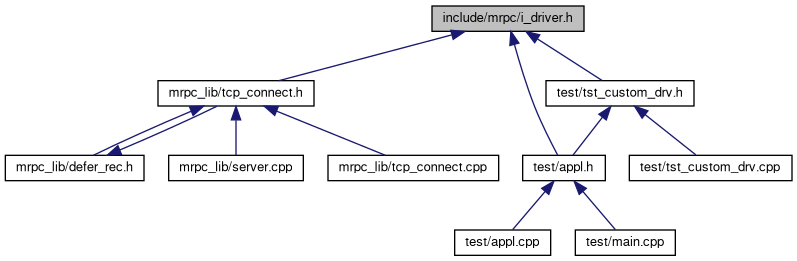 include/mrpc/i_driver.h
mrpc_lib/tcp_connect.h
test/tst_custom_drv.h
mrpc_lib/defer_rec.h
mrpc_lib/server.cpp
mrpc_lib/tcp_connect.cpp
test/appl.h
test/tst_custom_drv.cpp
test/appl.cpp
test/main.cpp